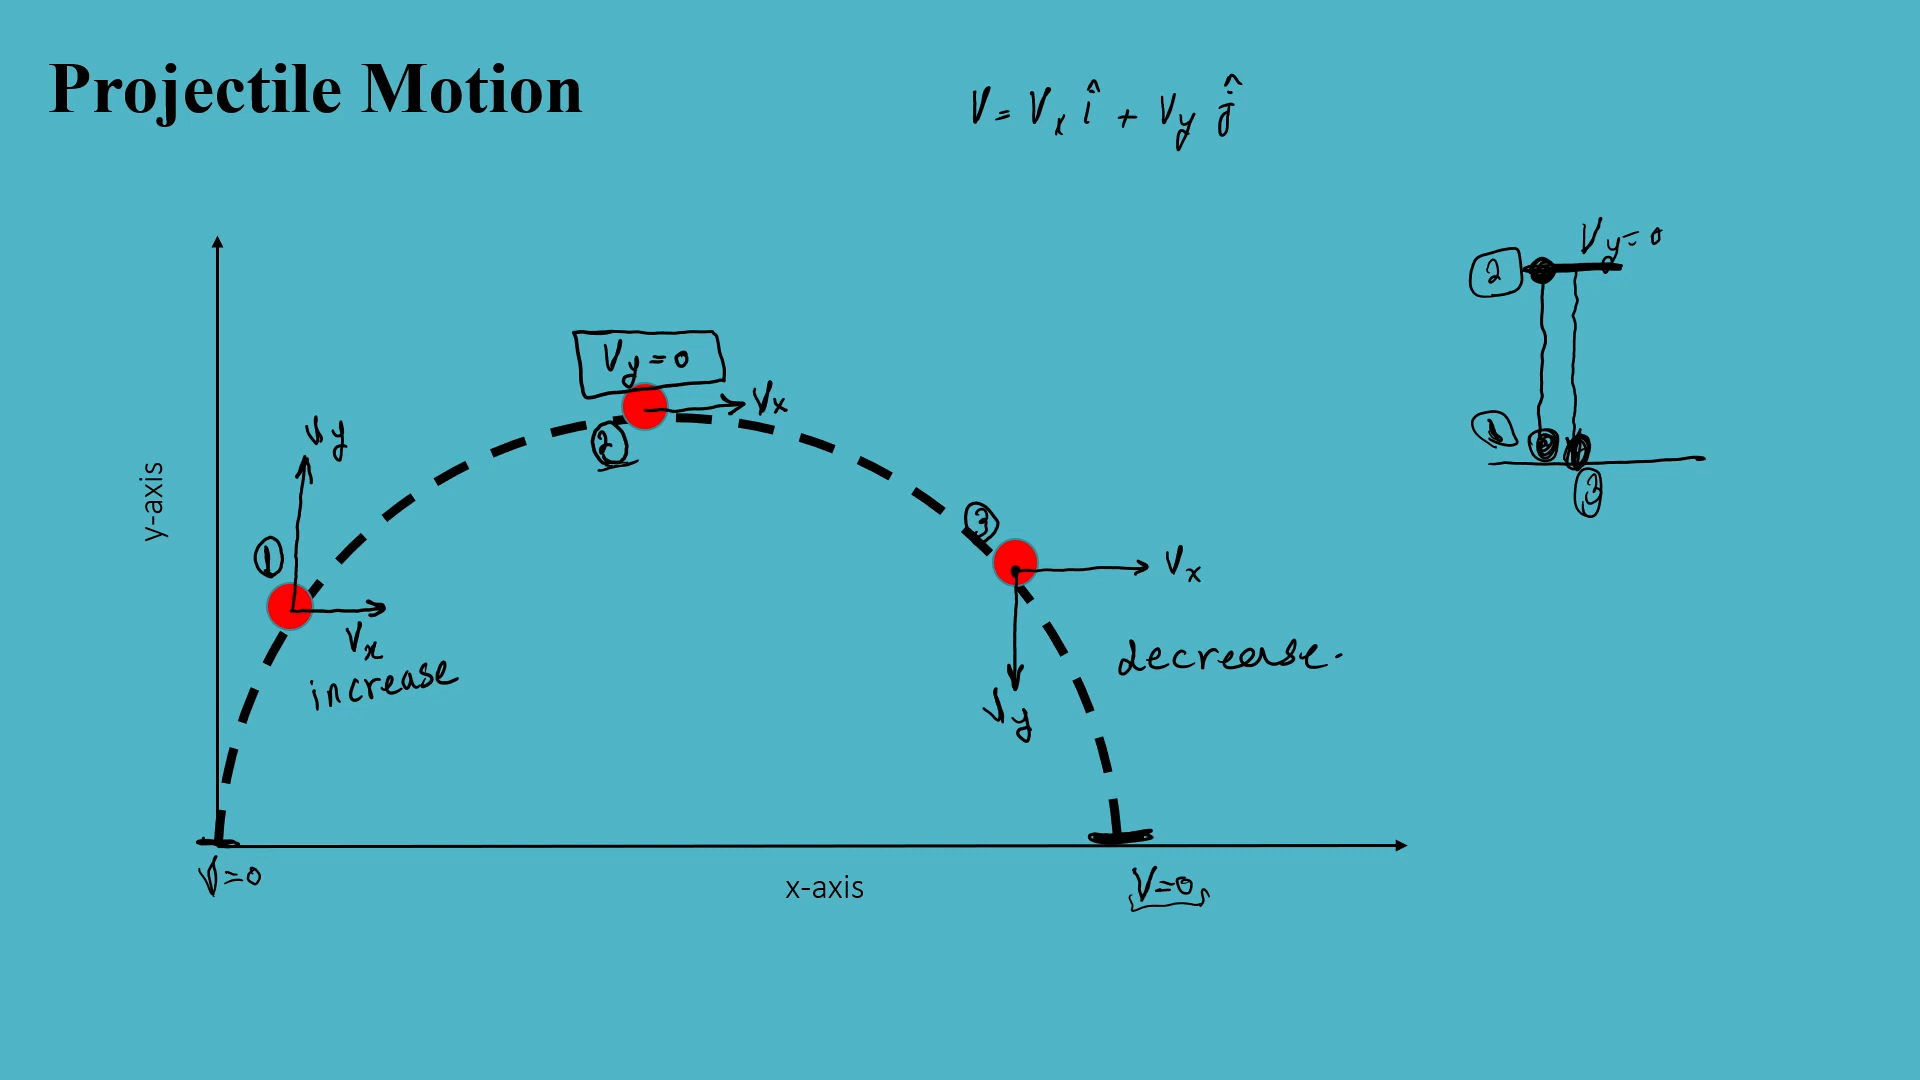 Projectile Motion
V = Vx î + Vy ĵ
Vy = 0
2
Vy = 0
Vx
2
Vy
1
y-axis
1
3
3
Vx
Vx
increase
decrease.
Vy
V=0
x-axis
V=0